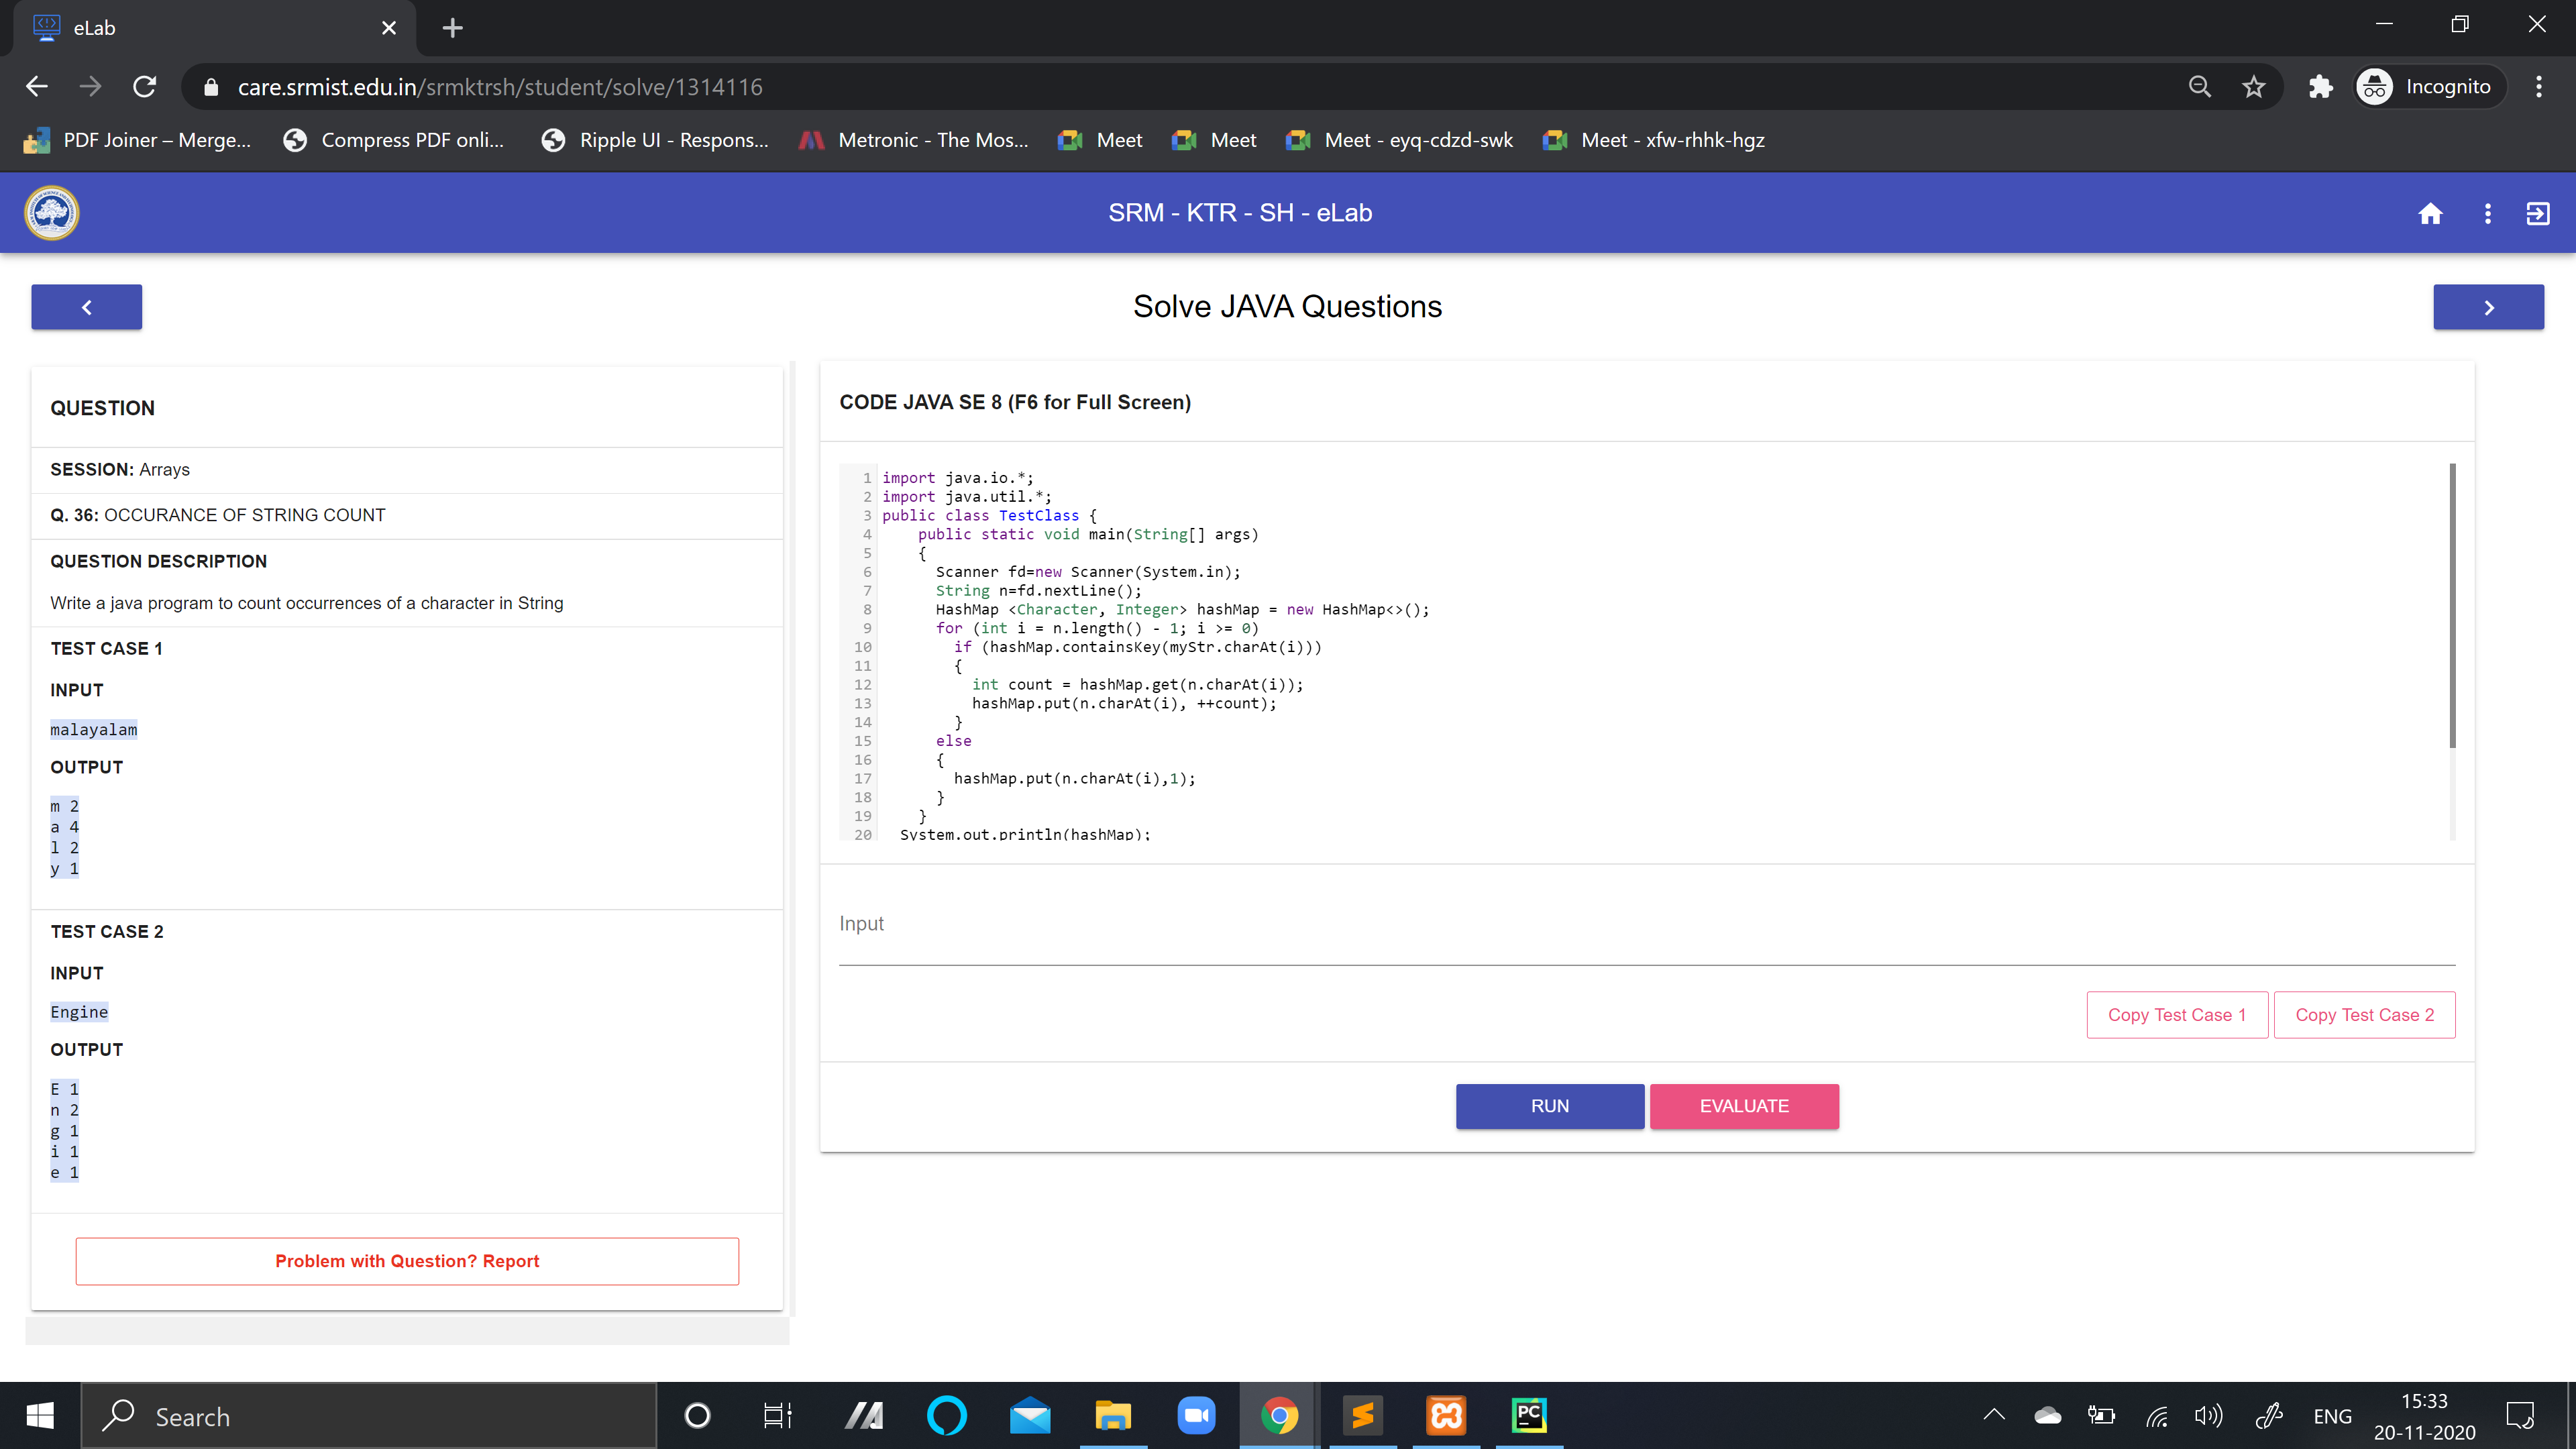 eLab
care.srmist.edu.in/srmktrsh/student/solve/1314116
Incognito
PDF Joiner – Merge...
Compress PDF onli...
Ripple UI - Respons...
Metronic - The Mos...
Meet
Meet
Meet - eyq-cdzd-swk
Meet - xfw-rhhk-hgz
SRM - KTR - SH - eLab
Solve JAVA Questions
QUESTION
SESSION: Arrays
Q. 36: OCCURANCE OF STRING COUNT
QUESTION DESCRIPTION
Write a java program to count occurrences of a character in String
TEST CASE 1
INPUT
malayalam
OUTPUT
m 2
a 4
l 2
y 1
TEST CASE 2
INPUT
Engine
OUTPUT
E 1
n 2
g 1
i 1
e 1
Problem with Question? Report
CODE JAVA SE 8 (F6 for Full Screen)
1 import java.io.*;
2 import java.util.*;
3 public class TestClass {
4 public static void main(String[] args)
5 {
6 Scanner fd=new Scanner(System.in);
7 String n=fd.nextLine();
8 HashMap <Character, Integer> hashMap = new HashMap<>();
9 for (int i = n.length() - 1; i >= 0)
10 if (hashMap.containsKey(myStr.charAt(i)))
11 {
12 int count = hashMap.get(n.charAt(i));
13 hashMap.put(n.charAt(i), ++count);
14 }
15 else
16 {
17 hashMap.put(n.charAt(i),1);
18 }
19 }
20 System.out.println(hashMap);
Input
Copy Test Case 1
Copy Test Case 2
RUN
EVALUATE
Search
PC
ENG
15:33
20-11-2020